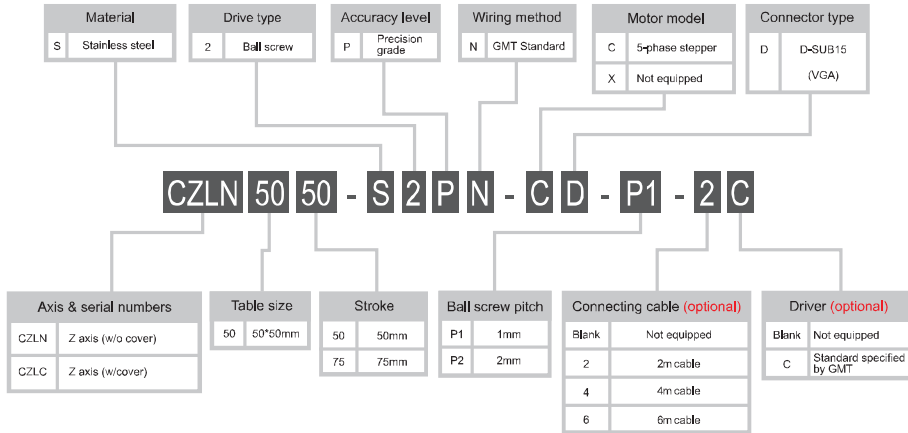 Material
S Stainless steel
Drive type
2 Ball screw
Accuracy level
P Precision
grade
Wiring method
N GMT Standard
Motor model
C 5-phase stepper
X Not equipped
Connector type
D D-SUB15
(VGA)
CZLN 50 50 - S 2 P N - C D - P1 - 2 C
Axis & serial numbers
CZLN Z axis (w/o cover)
CZLC Z axis (w/cover)
Table size
50 50*50mm
Stroke
50 50mm
75 75mm
Ball screw pitch
P1 1mm
P2 2mm
Connecting cable (optional)
Blank Not equipped
2 2m cable
4 4m cable
6 6m cable
Driver (optional)
Blank Not equipped
C Standard specified
by GMT